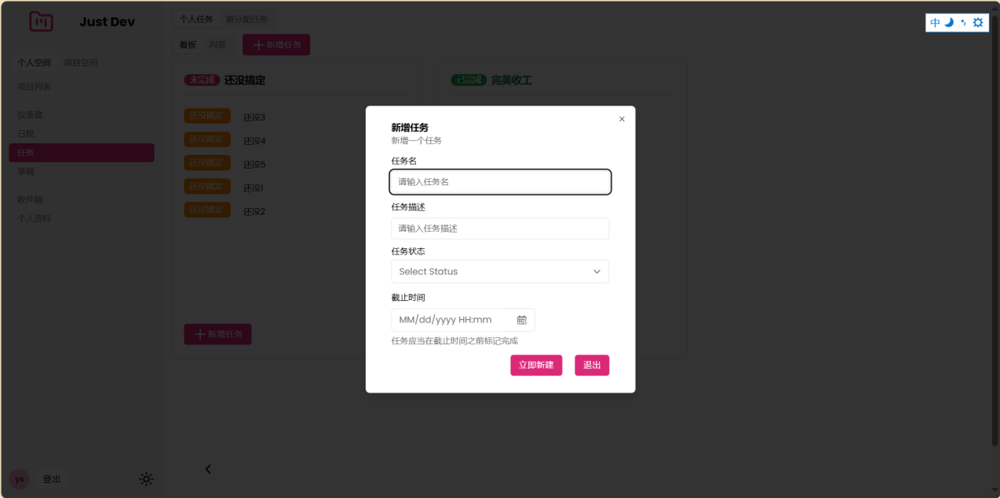 Just Dev
个人任务 被分配任务
中
看板 列表 新增任务
个人空间 项目空间
项目列表
仪表盘
日程
任务
草稿
收件箱
个人资料
未完成 还没搞定
已完成 完美收工
还没搞定 还没3
还没搞定 还没4
还没搞定 还没5
还没搞定 还没1
还没搞定 还没2
新增任务
新增任务
新增一个任务
任务名
请输入任务名
任务描述
请输入任务描述
任务状态
Select Status
截止时间
MM/dd/yyyy HH:mm
任务应当在截止时间之前标记完成
立即新建 退出
yx 登出